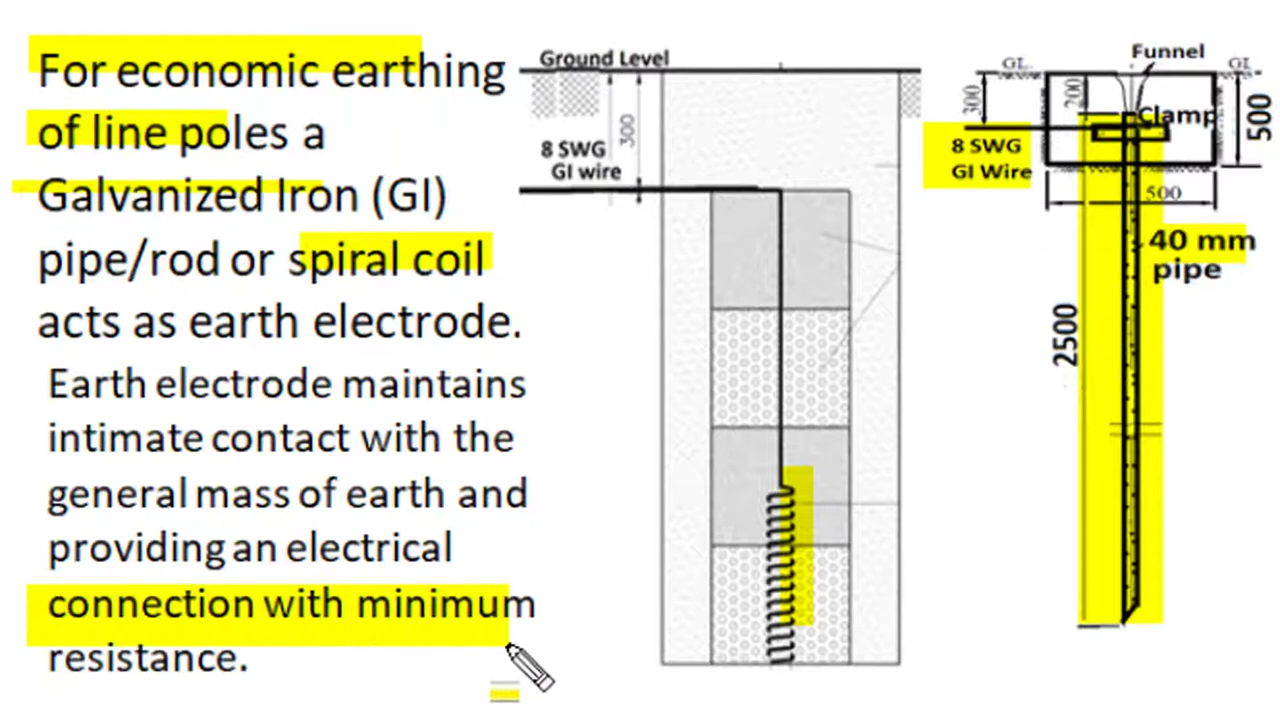 For economic earthing
of line poles a
Galvanized Iron (GI)
pipe/rod or spiral coil
acts as earth electrode.
Earth electrode maintains
intimate contact with the
general mass of earth and
providing an electrical
connection with minimum
resistance.
Ground Level
300
8 SWG
GI wire
Funnel
GL
GL
300
200
Clamp
500
8 SWG
GI Wire
500
40 mm
pipe
2500